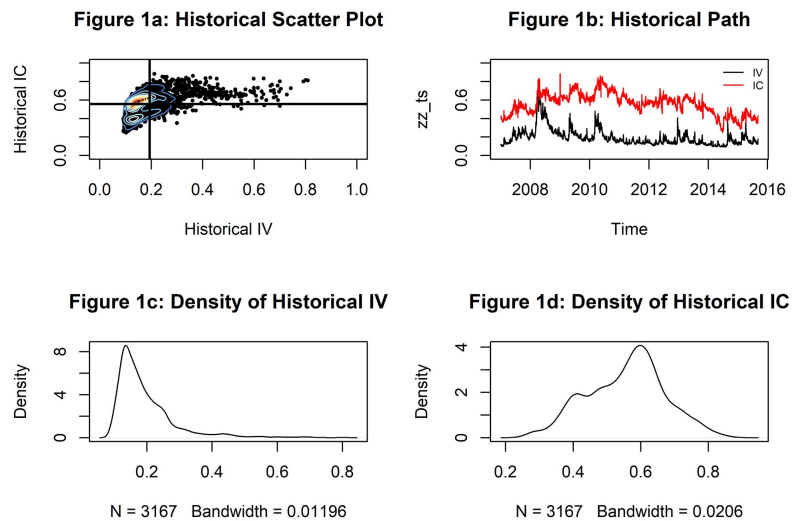 Figure 1a: Historical Scatter Plot
Historical IC
0.6
0.0
0.0 0.2 0.4 0.6 0.8 1.0
Historical IV
Figure 1b: Historical Path
zz_ts
0.6
0.0
IV
IC
2008 2010 2012 2014 2016
Time
Figure 1c: Density of Historical IV
Density
8
4
0
0.2 0.4 0.6 0.8
N = 3167 Bandwidth = 0.01196
Figure 1d: Density of Historical IC
Density
4
2
0
0.2 0.4 0.6 0.8
N = 3167 Bandwidth = 0.0206